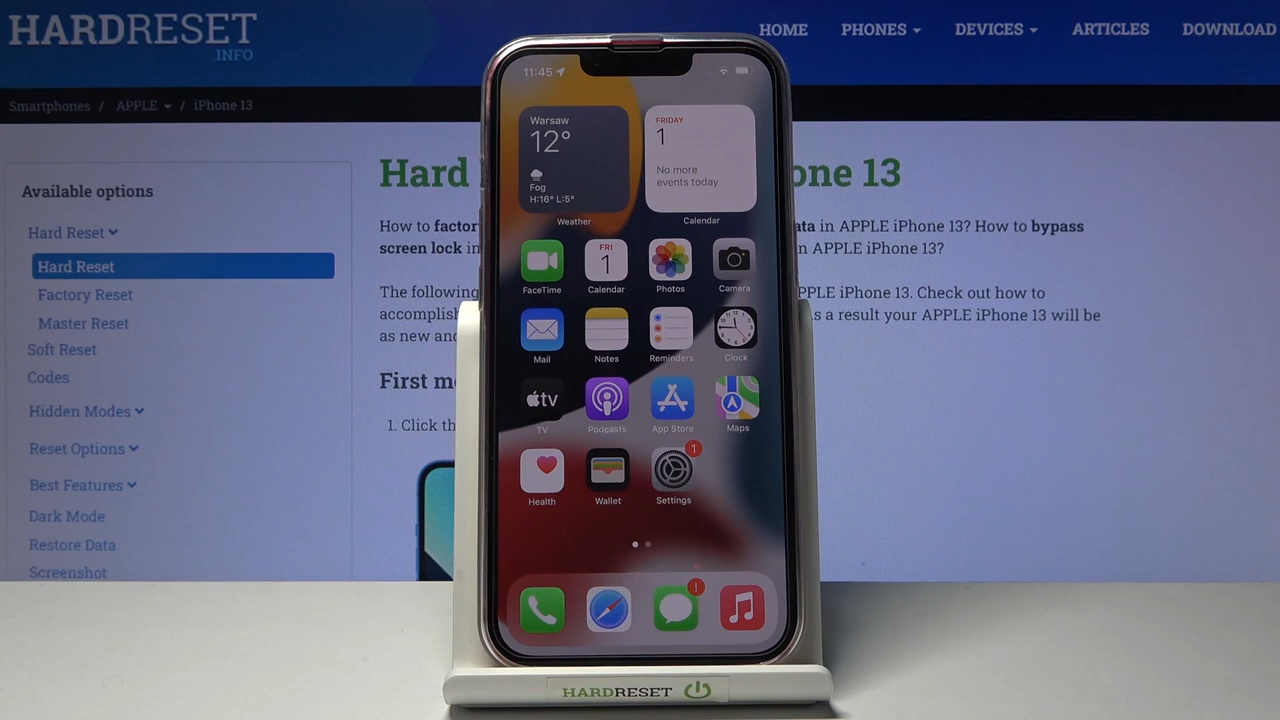 HARDRESET
.INFO
HOME
PHONES
DEVICES
ARTICLES
DOWNLOAD
Smartphones / APPLE / iPhone 13
Available options
Hard Reset
Hard Reset
Factory Reset
Master Reset
Soft Reset
Codes
Hidden Modes
Reset Options
Best Features
Dark Mode
Restore Data
Screenshot
Hard
one 13
How to factor
ata in APPLE iPhone 13? How to bypass
screen lock in
n APPLE iPhone 13?
The following
PPLE iPhone 13. Check out how to
accomplish
s a result your APPLE iPhone 13 will be
as new and
First m
1. Click th
11:45
Warsaw
12°
Fog
H:16° L:5°
Weather
FRIDAY
1
No more
events today
Calendar
FaceTime
FRI
1
Calendar
Photos
Camera
Mail
Notes
Reminders
Clock
tv
TV
Podcasts
App Store
Maps
Health
Wallet
1
Settings
!
HARDRESET